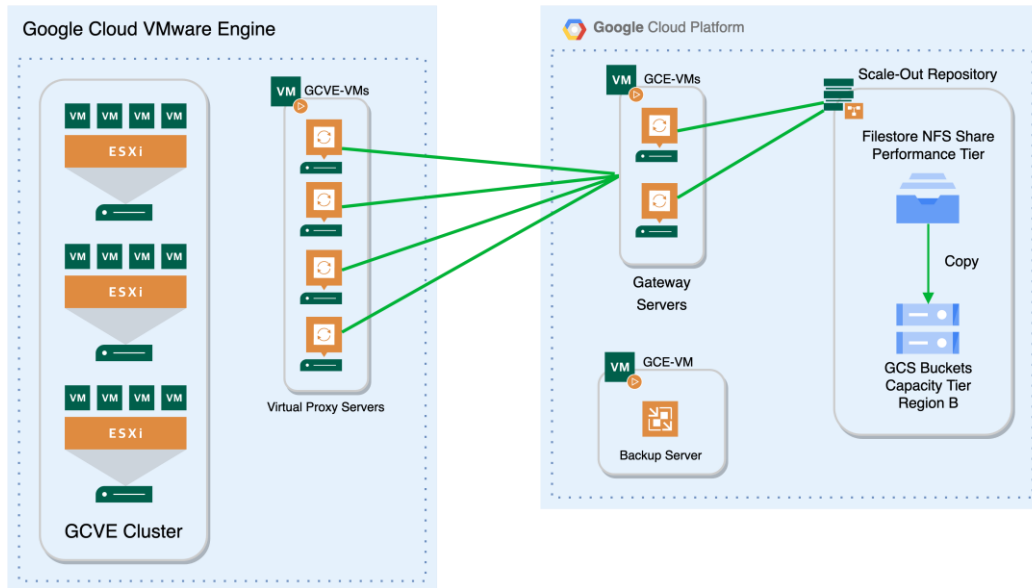 Google Cloud VMware Engine
VM VM VM VM
ESXi
VM VM VM VM
ESXi
VM VM VM VM
ESXi
GCVE Cluster
VM
GCVE-VMs
Virtual Proxy Servers
Google Cloud Platform
VM
GCE-VMs
Gateway
Servers
VM
GCE-VM
Backup Server
Scale-Out Repository
Filestore NFS Share
Performance Tier
Copy
GCS Buckets
Capacity Tier
Region B